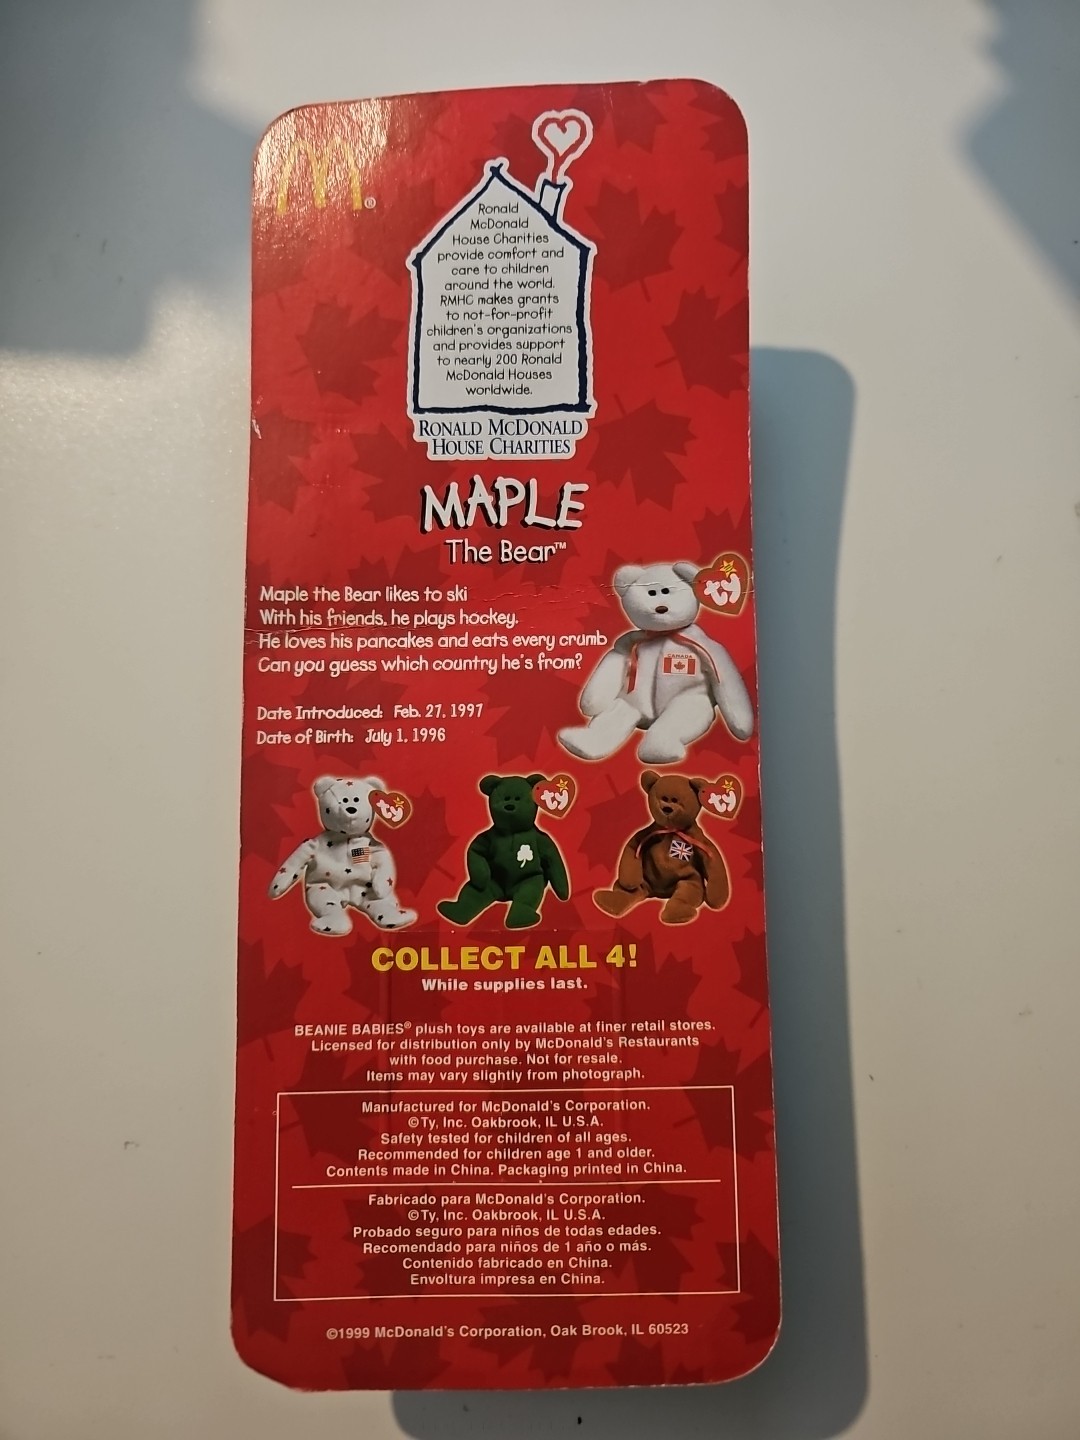 M®
Ronald
McDonald
House Charities
provide comfort and
care to children
around the world.
RMHC makes grants
to not-for-profit
children's organizations
and provides support
to nearly 200 Ronald
McDonald Houses
worldwide.
RONALD MCDONALD
HOUSE CHARITIES
MAPLE
The Bear™
Maple the Bear likes to ski
With his friends, he plays hockey.
He loves his pancakes and eats every crumb
Can you guess which country he's from?
ty
CANADA
Date Introduced: Feb. 27, 1997
Date of Birth: July 1, 1996
ty
ty
ty
COLLECT ALL 4!
While supplies last.
BEANIE BABIES® plush toys are available at finer retail stores.
Licensed for distribution only by McDonald's Restaurants
with food purchase. Not for resale.
Items may vary slightly from photograph.
Manufactured for McDonald's Corporation.
©Ty, Inc. Oakbrook, IL U.S.A.
Safety tested for children of all ages.
Recommended for children age 1 and older.
Contents made in China. Packaging printed in China.
Fabricado para McDonald's Corporation.
©Ty, Inc. Oakbrook, IL U.S.A.
Probado seguro para niños de todas edades.
Recomendado para niños de 1 año o más.
Contenido fabricado en China.
Envoltura impresa en China.
©1999 McDonald's Corporation, Oak Brook, IL 60523